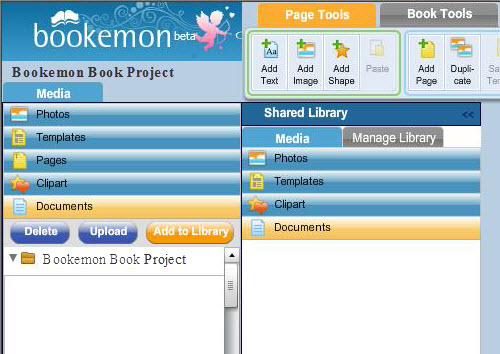 bookemon beta
Page Tools
Book Tools
Add Text
Add Image
Add Shape
Paste
Add Page
Dupli-
cate
Bookemon Book Project
Media
Photos
Templates
Pages
Clipart
Documents
Delete
Upload
Add to Library
Bookemon Book Project
Shared Library
<<
Media
Manage Library
Photos
Templates
Clipart
Documents